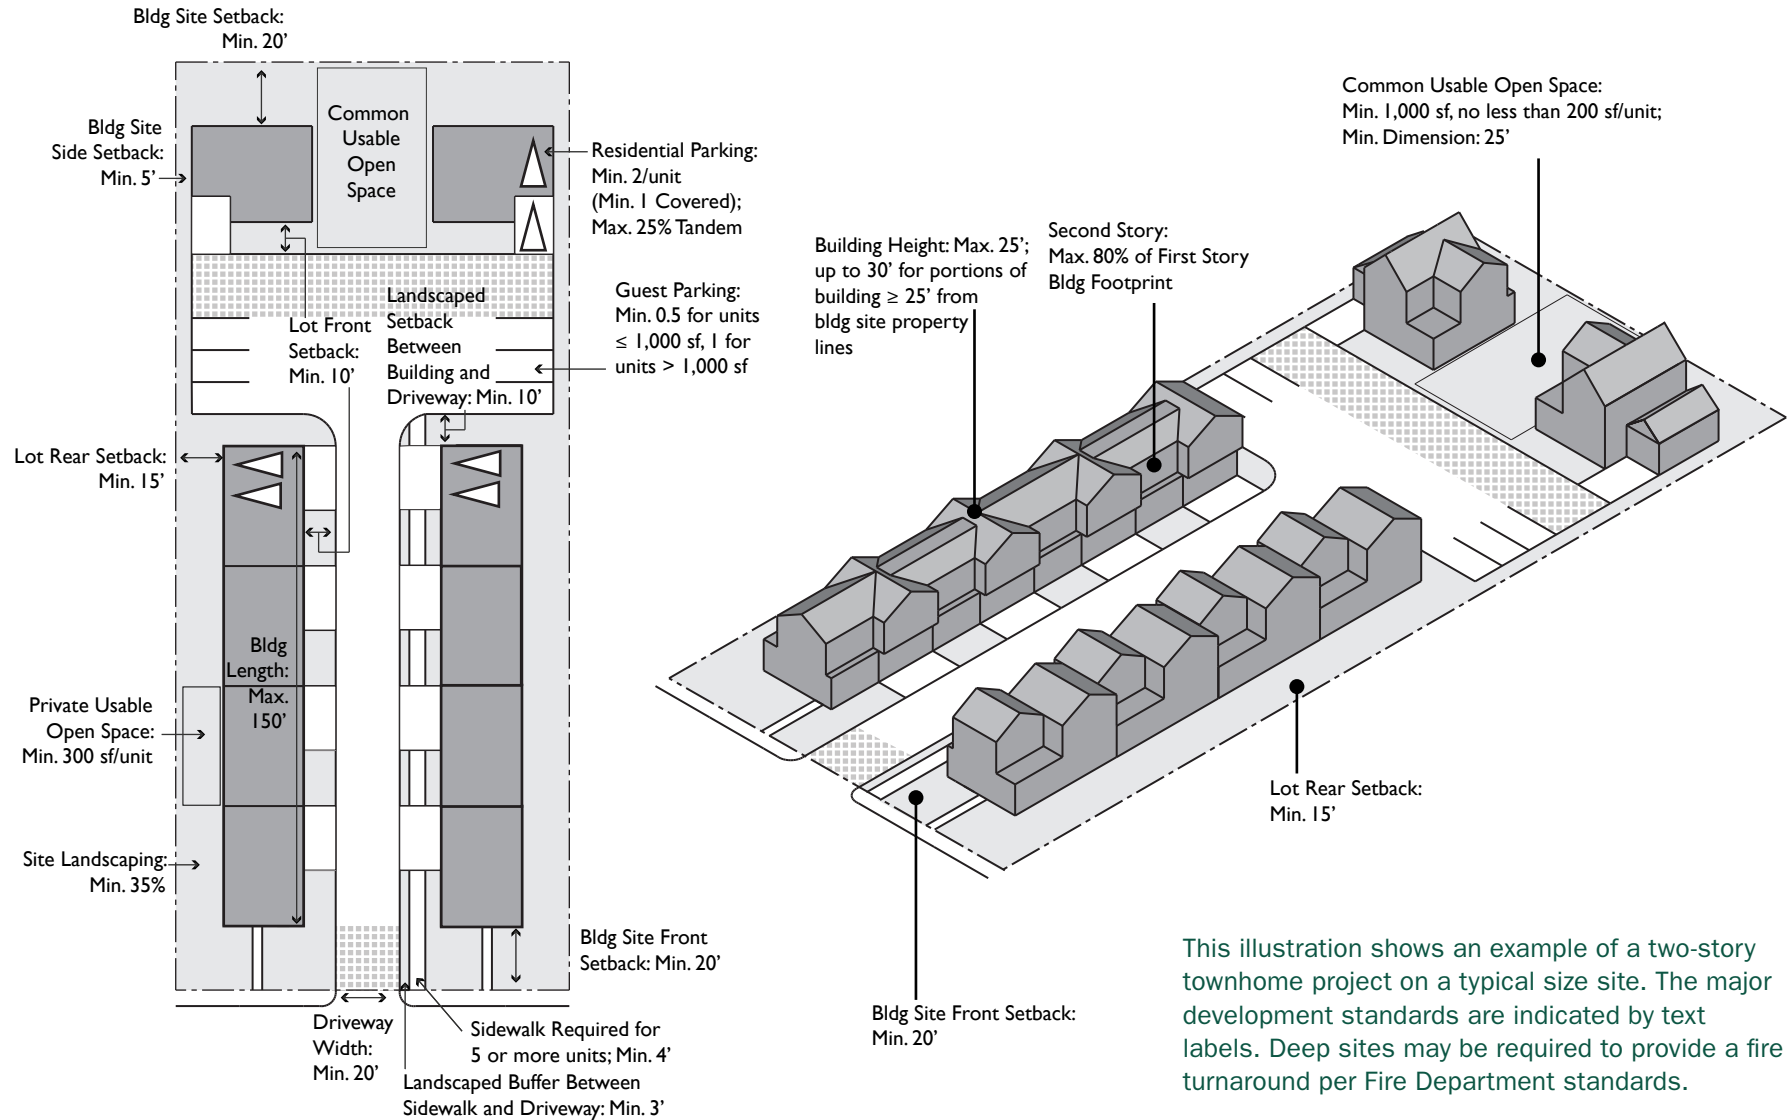 Bldg Site Setback:
Min. 20’
Bldg Site
Side Setback:
Min. 5’
Common
Usable
Open
Space
Residential Parking:
Min. 2/unit
(Min. 1 Covered);
Max. 25% Tandem
Guest Parking:
Min. 0.5 for units
≤ 1,000 sf, 1 for
units > 1,000 sf
Lot Front
Setback:
Min. 10’
Landscaped
Setback
Between
Building and
Driveway: Min. 10’
Lot Rear Setback:
Min. 15’
Bldg
Length:
Max.
150’
Private Usable
Open Space:
Min. 300 sf/unit
Site Landscaping:
Min. 35%
Bldg Site Front
Setback: Min. 20’
Driveway
Width:
Min. 20’
Sidewalk Required for
5 or more units; Min. 4’
Landscaped Buffer Between
Sidewalk and Driveway: Min. 3’
Building Height: Max. 25’;
up to 30’ for portions of
building ≥ 25’ from
bldg site property
lines
Second Story:
Max. 80% of First Story
Bldg Footprint
Common Usable Open Space:
Min. 1,000 sf, no less than 200 sf/unit;
Min. Dimension: 25’
Lot Rear Setback:
Min. 15’
Bldg Site Front Setback:
Min. 20’
This illustration shows an example of a two-story
townhome project on a typical size site. The major
development standards are indicated by text
labels. Deep sites may be required to provide a fire
turnaround per Fire Department standards.